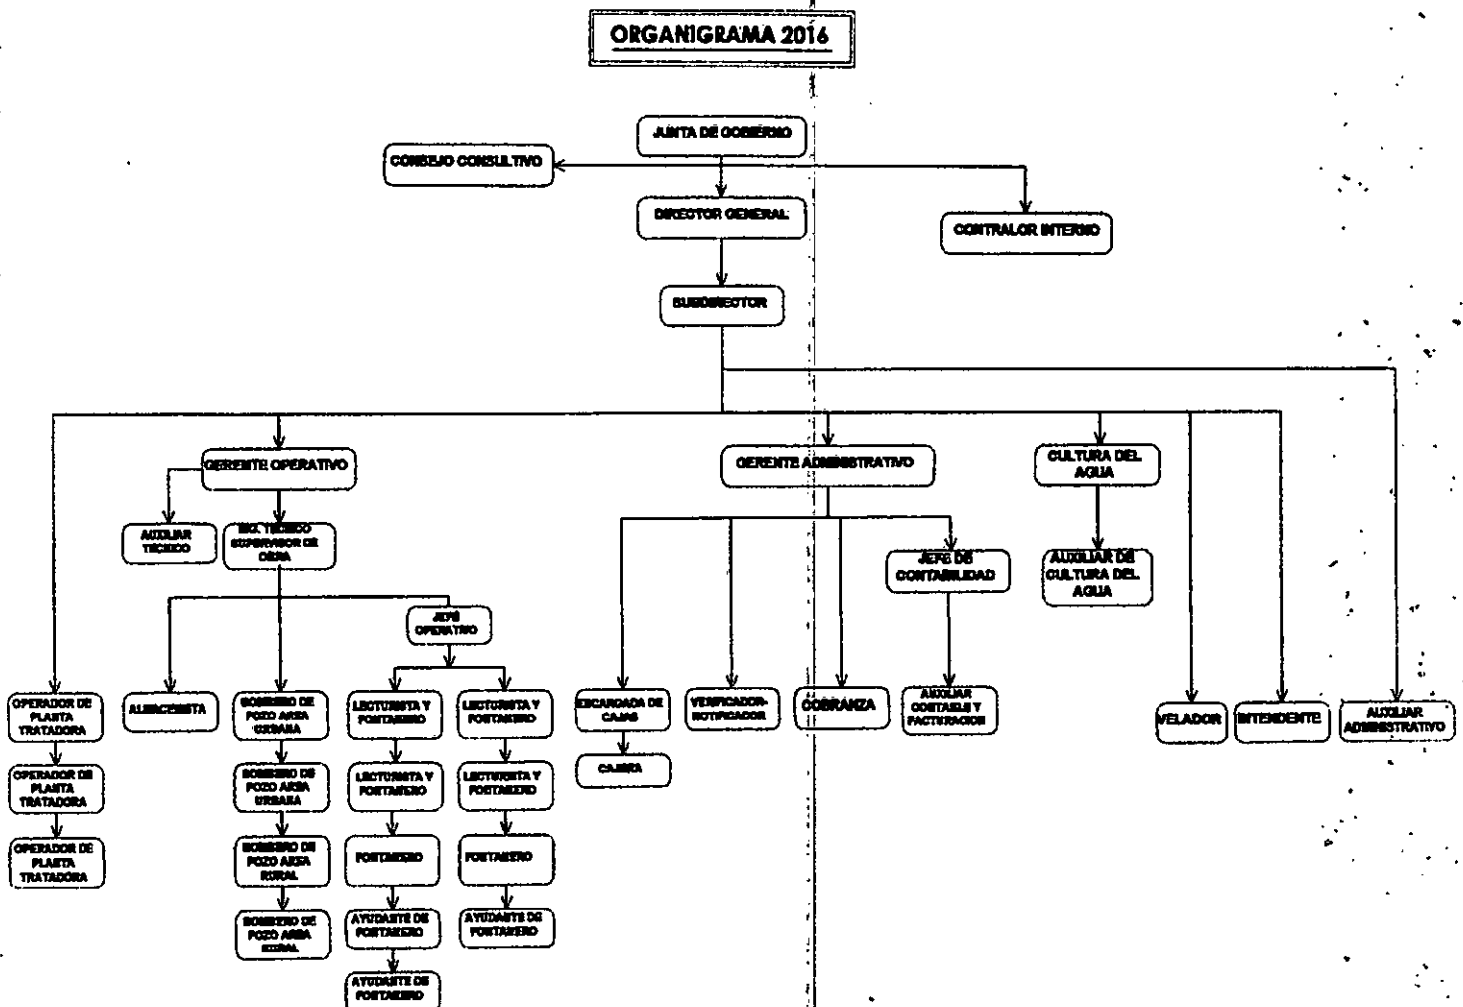 ORGANIGRAMA 2016
JUNTA DE GOBIERNO
CONSEJO CONSULTIVO
DIRECTOR GENERAL
CONTRALOR INTERNO
SUBDIRECTOR
GERENTE OPERATIVO
GERENTE ADMINISTRATIVO
CULTURA DEL
AGUA
AUXILIAR
TECNICO
ING. TECNICO
SUPERVISOR DE
OBRA
JEFE DE
CONTABILIDAD
AUXILIAR DE
CULTURA DEL
AGUA
JEFE
OPERATIVO
OPERADOR DE
PLANTA
TRATADORA
ALMACENISTA
BOMBERO DE
POZO AREA
URBANA
LECTURISTA Y
FONTANERO
LECTURISTA Y
FONTANERO
ENCARGADA DE
CAJAS
VERIFICADOR-
NOTIFICADOR
COBRANZA
AUXILIAR
CONTABLE Y
FACTURACION
VELADOR
INTENDENTE
AUXILIAR
ADMINISTRATIVO
OPERADOR DE
PLANTA
TRATADORA
BOMBERO DE
POZO AREA
URBANA
LECTURISTA Y
FONTANERO
LECTURISTA Y
FONTANERO
CAJERA
OPERADOR DE
PLANTA
TRATADORA
BOMBERO DE
POZO AREA
RURAL
FONTANERO
FONTANERO
BOMBERO DE
POZO AREA
RURAL
AYUDANTE DE
FONTANERO
AYUDANTE DE
FONTANERO
AYUDANTE DE
FONTANERO